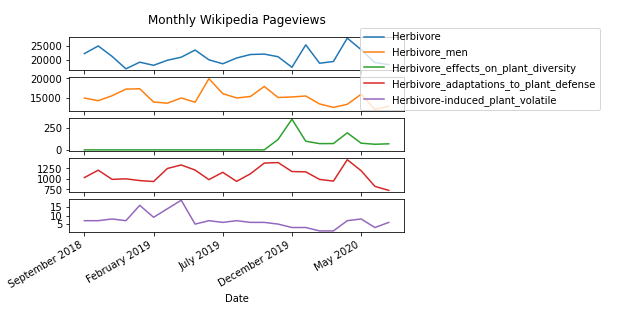 Monthly Wikipedia Pageviews
Herbivore
Herbivore_men
Herbivore_effects_on_plant_diversity
Herbivore_adaptations_to_plant_defense
Herbivore-induced_plant_volatile
25000
20000
20000
15000
250
0
1250
1000
750
15
10
5
September 2018
February 2019
July 2019
December 2019
May 2020
Date